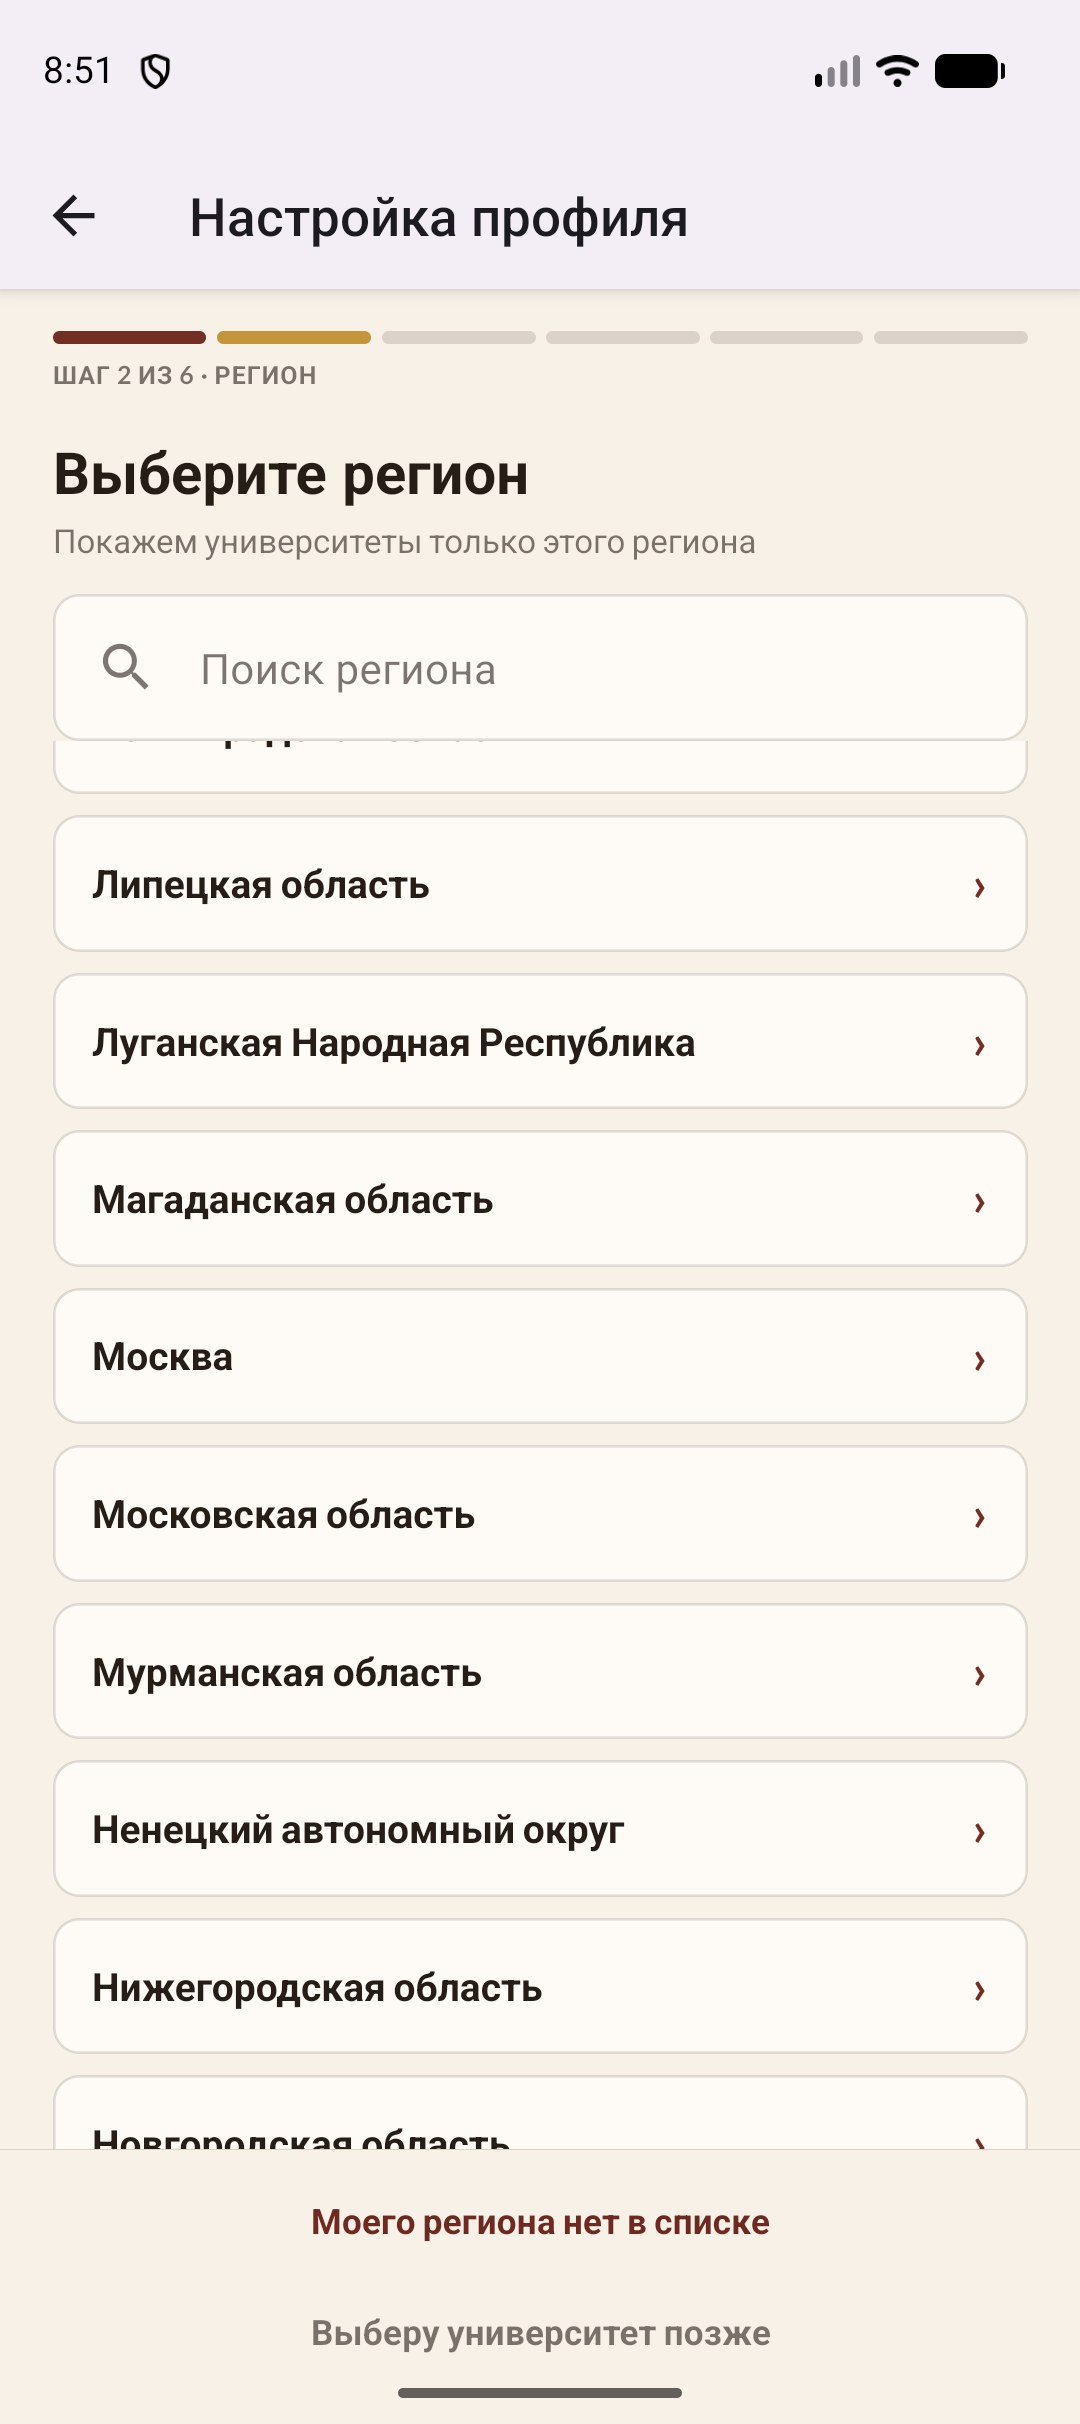 8:51
Настройка профиля
ШАГ 2 ИЗ 6 · РЕГИОН
Выберите регион
Покажем университеты только этого региона
Поиск региона
Липецкая область
Луганская Народная Республика
Магаданская область
Москва
Московская область
Мурманская область
Ненецкий автономный округ
Нижегородская область
Новгородская область
Моего региона нет в списке
Выберу университет позже